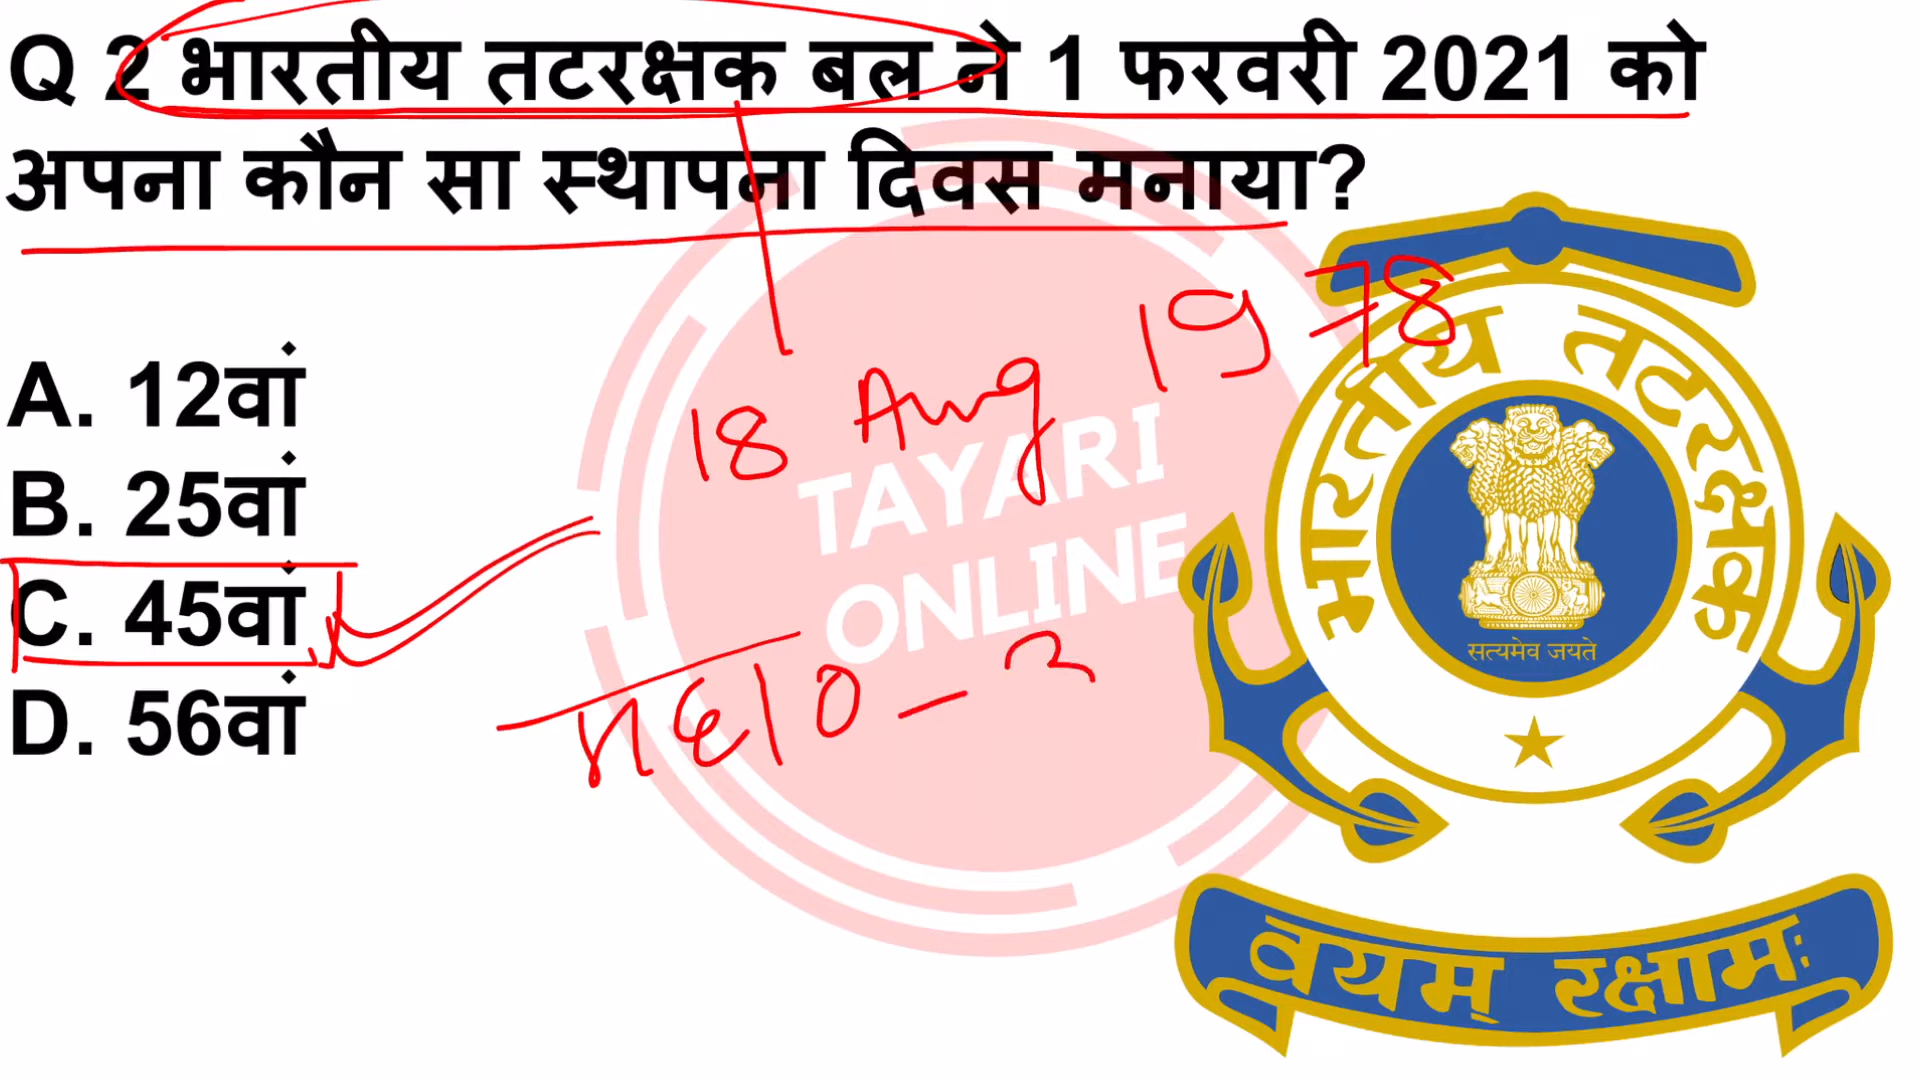 Q 2 भारतीय तटरक्षक बल ने 1 फरवरी 2021 को
अपना कौन सा स्थापना दिवस मनाया?
A. 12वां
B. 25वां
C. 45वां
D. 56वां
18 Aug 1978
TAYARI
ONLINE
भारतीय तटरक्षक
सत्यमेव जयते
वयम् रक्षामः